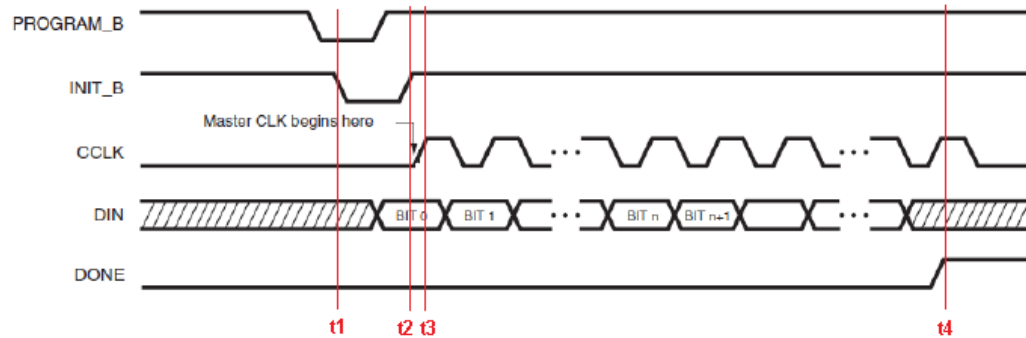 PROGRAM_B
INIT_B
Master CLK begins here
CCLK
DIN
BIT 0
BIT 1
BIT n
BIT n+1
DONE
t1
t2
t3
t4